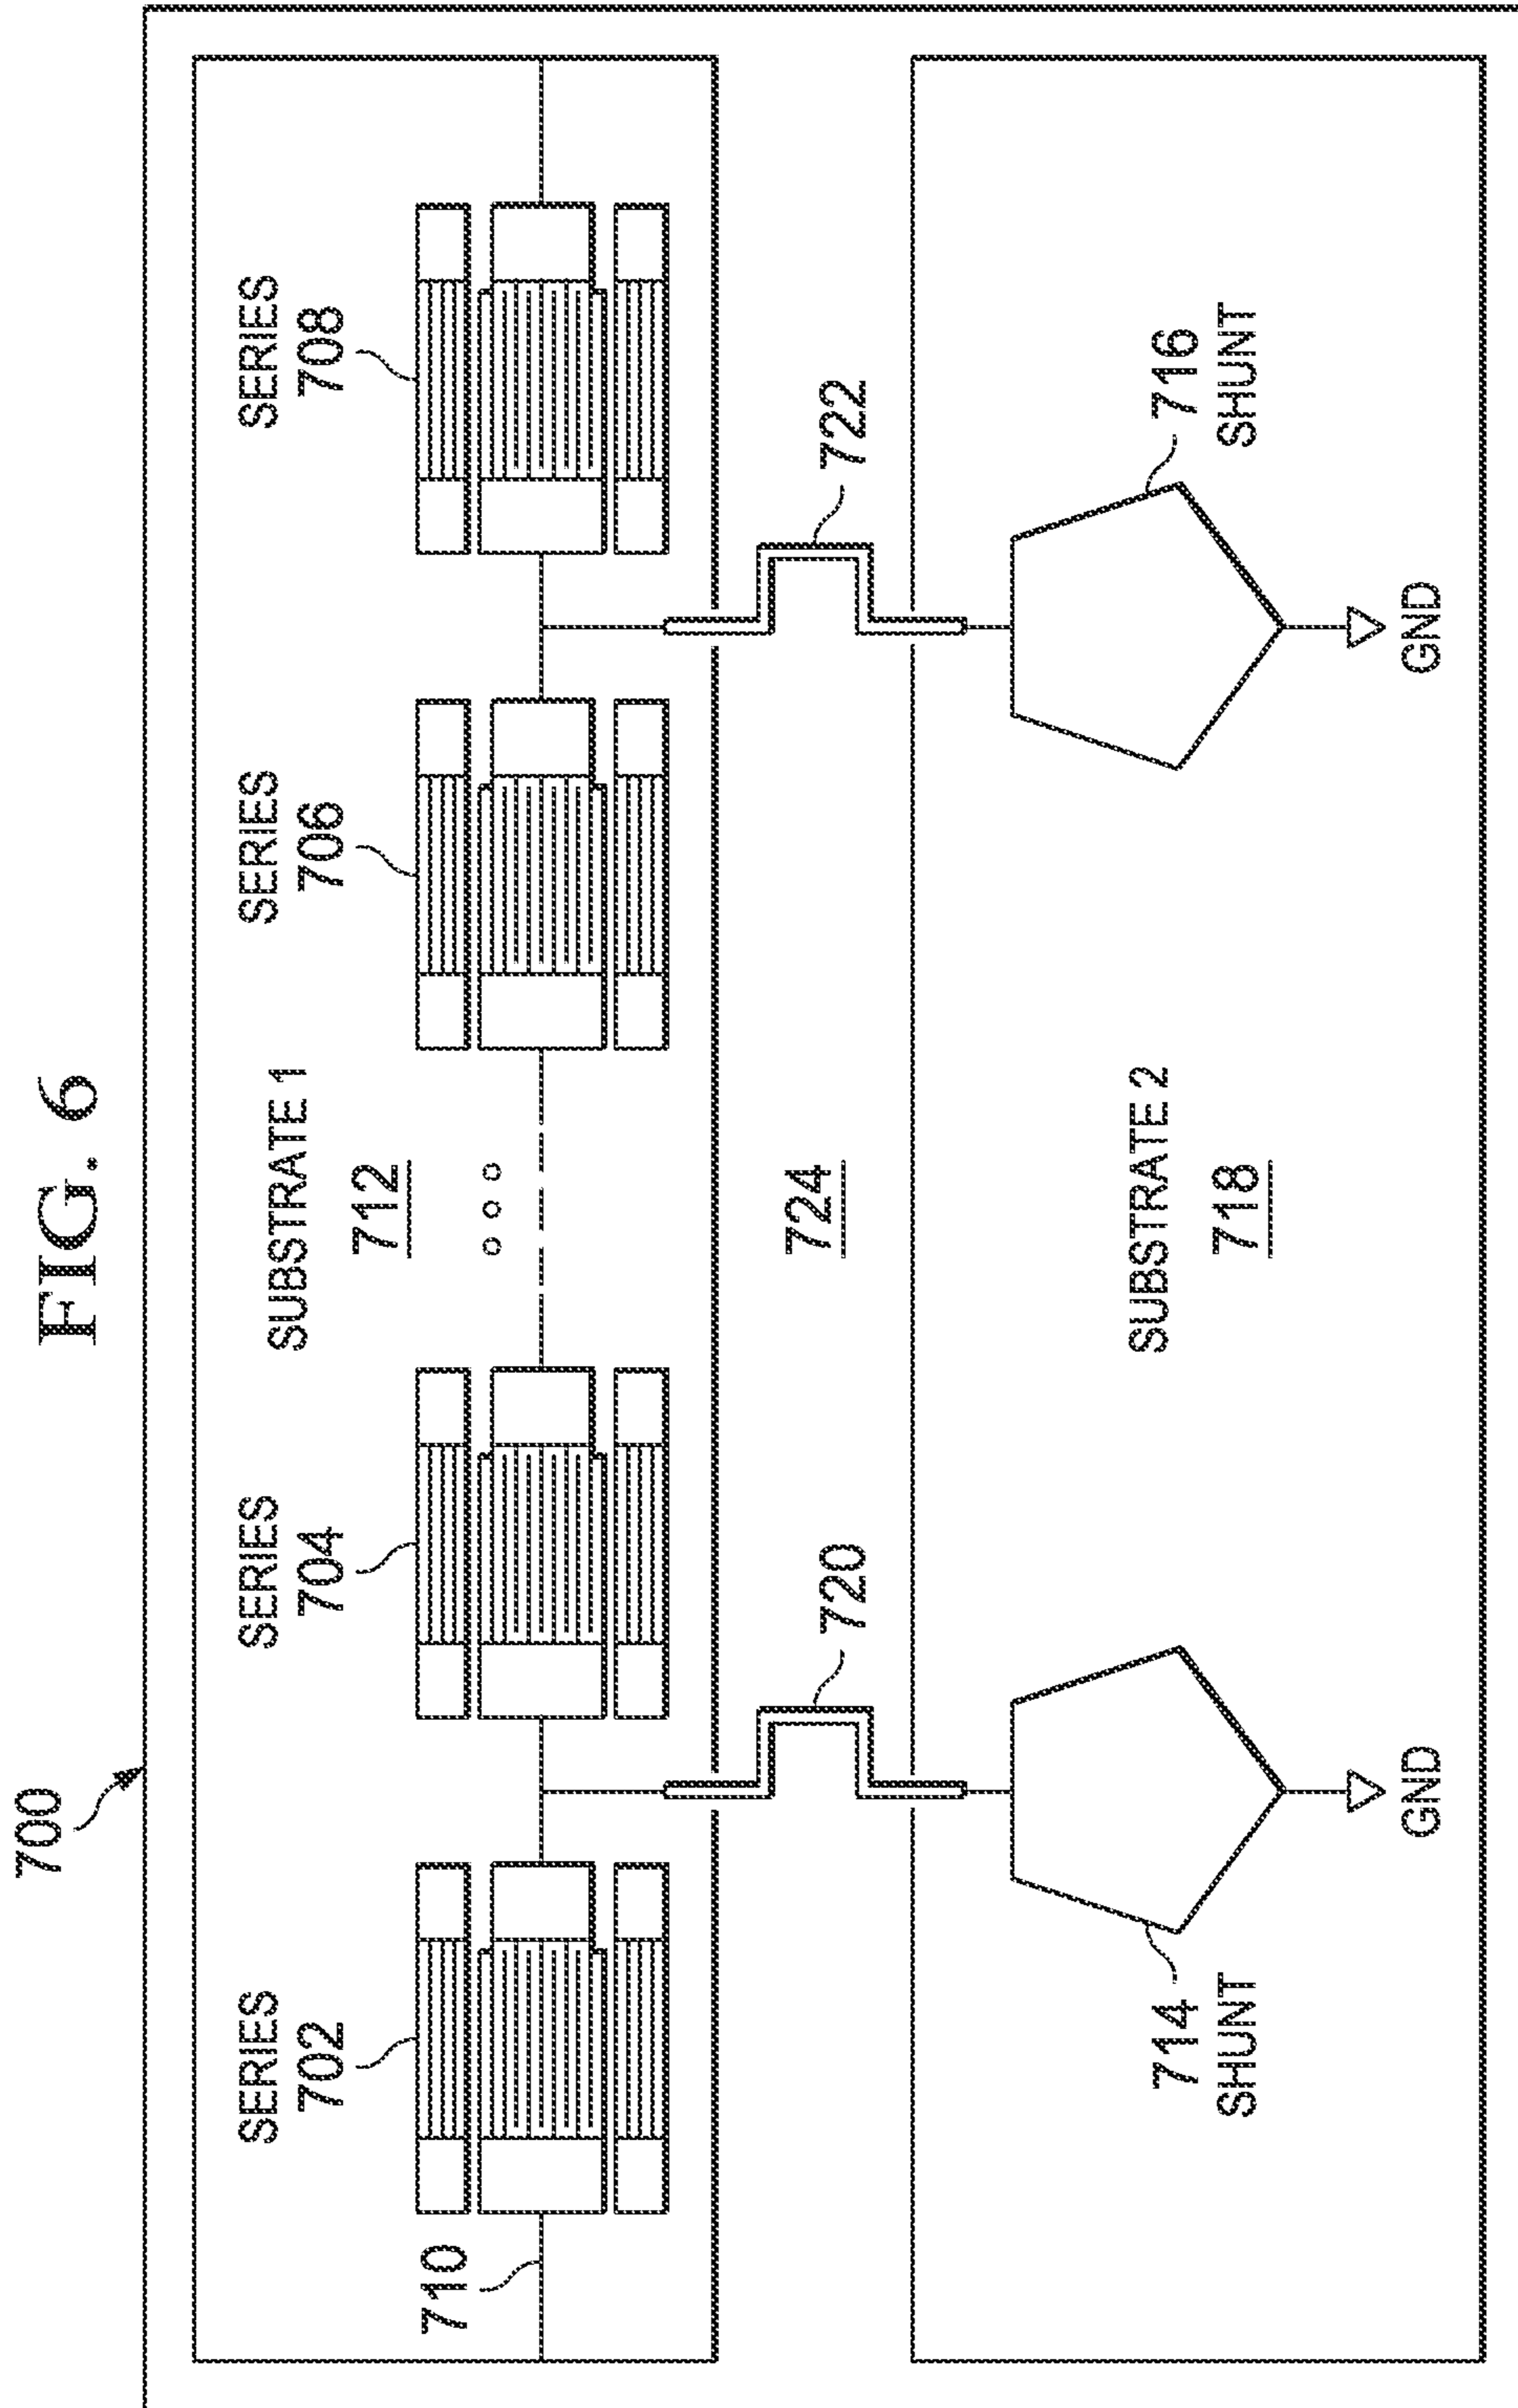 FIG. 6
700
SERIES
702
SERIES
704
SERIES
706
SERIES
708
SUBSTRATE 1
712
710
720
724
722
714
SHUNT
SUBSTRATE 2
718
716
SHUNT
GND
GND